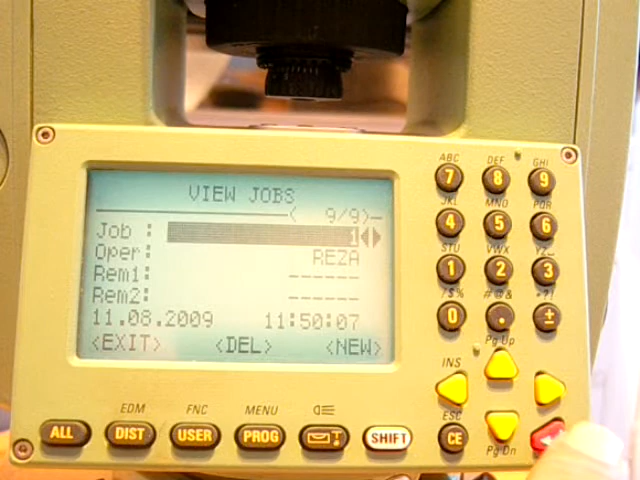 VIEW JOBS
< 9/9>
Job : 1
Oper: REZA
Rem1: ------
Rem2: ------
11.08.2009 11:50:07
<EXIT> <DEL> <NEW>
ABC DEF GHI
7 8 9
JKL MNO PQR
4 5 6
STU VWX YZ_
1 2 3
/$% #@& *?!
0 . ±
INS Pg Up
EDM FNC MENU ESC
ALL DIST USER PROG SHIFT CE Pg Dn